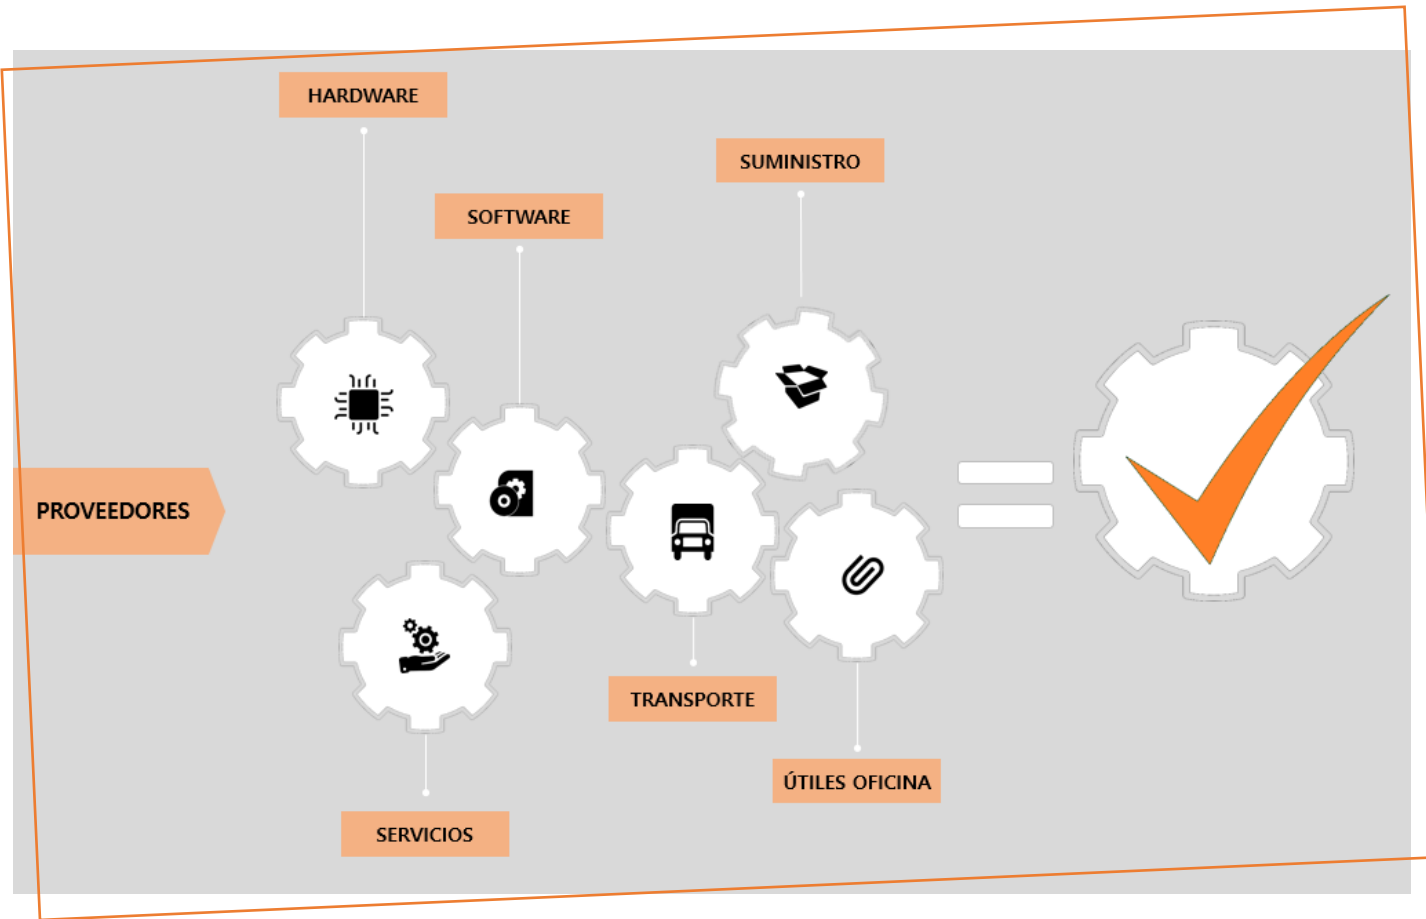 HARDWARE
SUMINISTRO
SOFTWARE
PROVEEDORES
TRANSPORTE
ÚTILES OFICINA
SERVICIOS